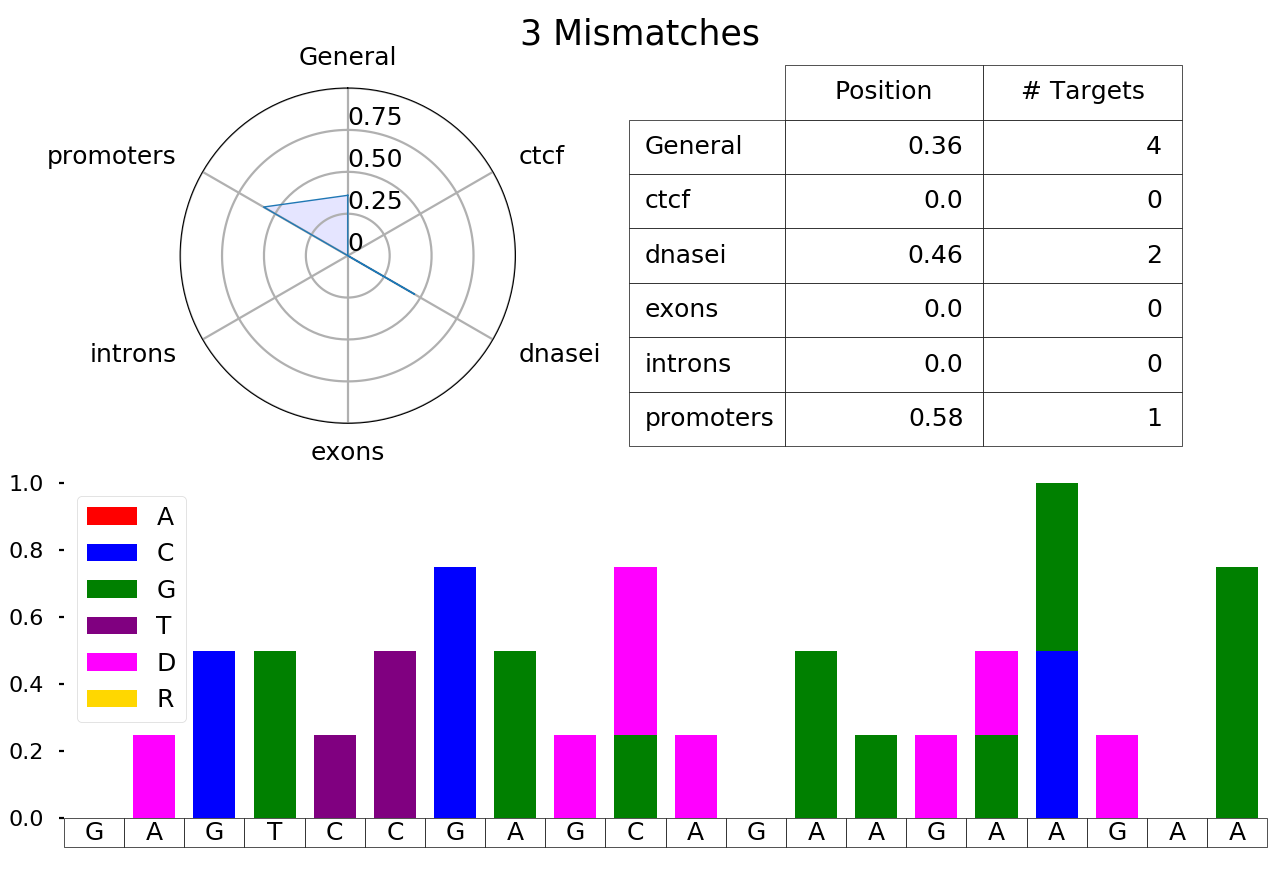 3 Mismatches
General
promoters
ctcf
introns
dnasei
exons
0.75
0.50
0.25
0
Position # Targets
General 0.36 4
ctcf 0.0 0
dnasei 0.46 2
exons 0.0 0
introns 0.0 0
promoters 0.58 1
1.0
0.8
0.6
0.4
0.2
0.0
A
C
G
T
D
R
G A G T C C G A G C A G A A G A A G A A